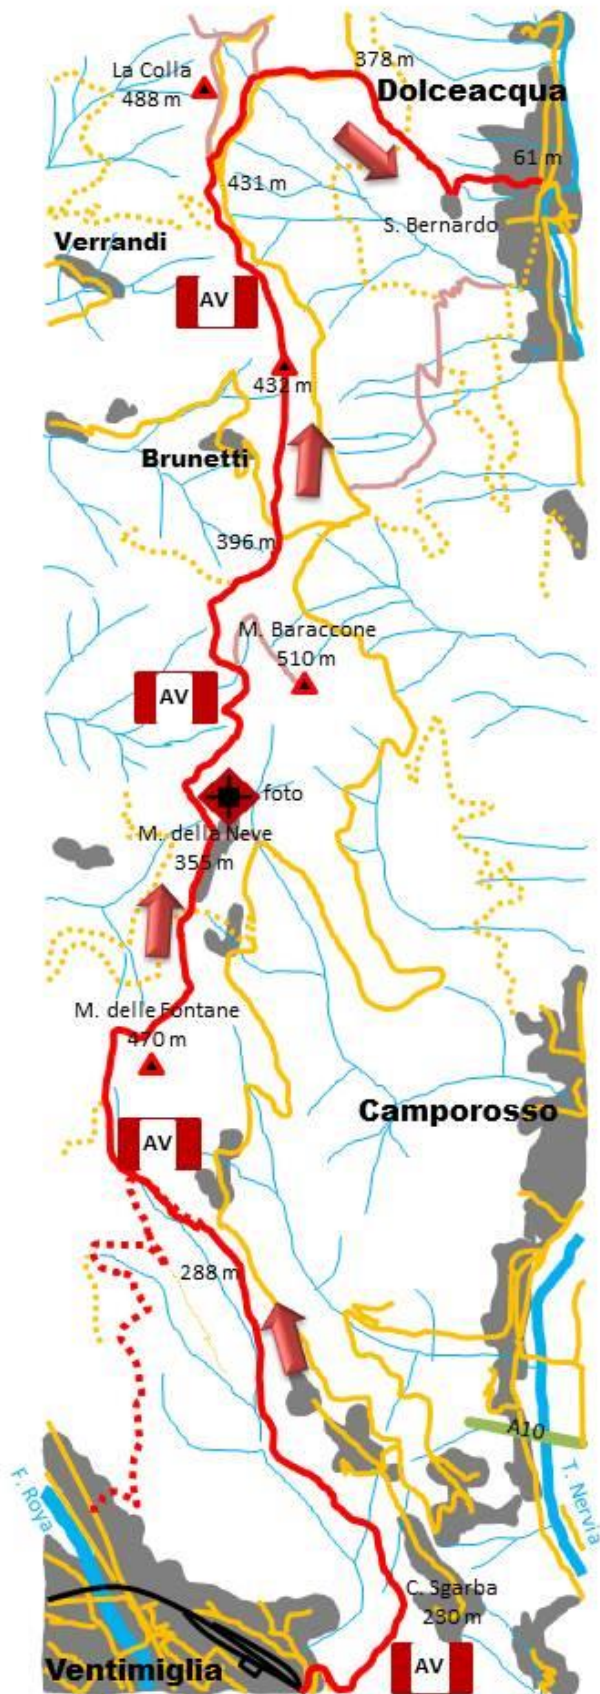 378 m
La Colla
488 m
Dolceacqua
61 m
431 m
S. Bernardo
Verrandi
AV
432 m
Brunetti
396 m
M. Baraccone
510 m
AV
foto
M. della Neve
355 m
M. delle Fontane
470 m
Camporosso
AV
288 m
A10
F. Roya
T. Nervia
C. Sgarba
230 m
AV
Ventimiglia